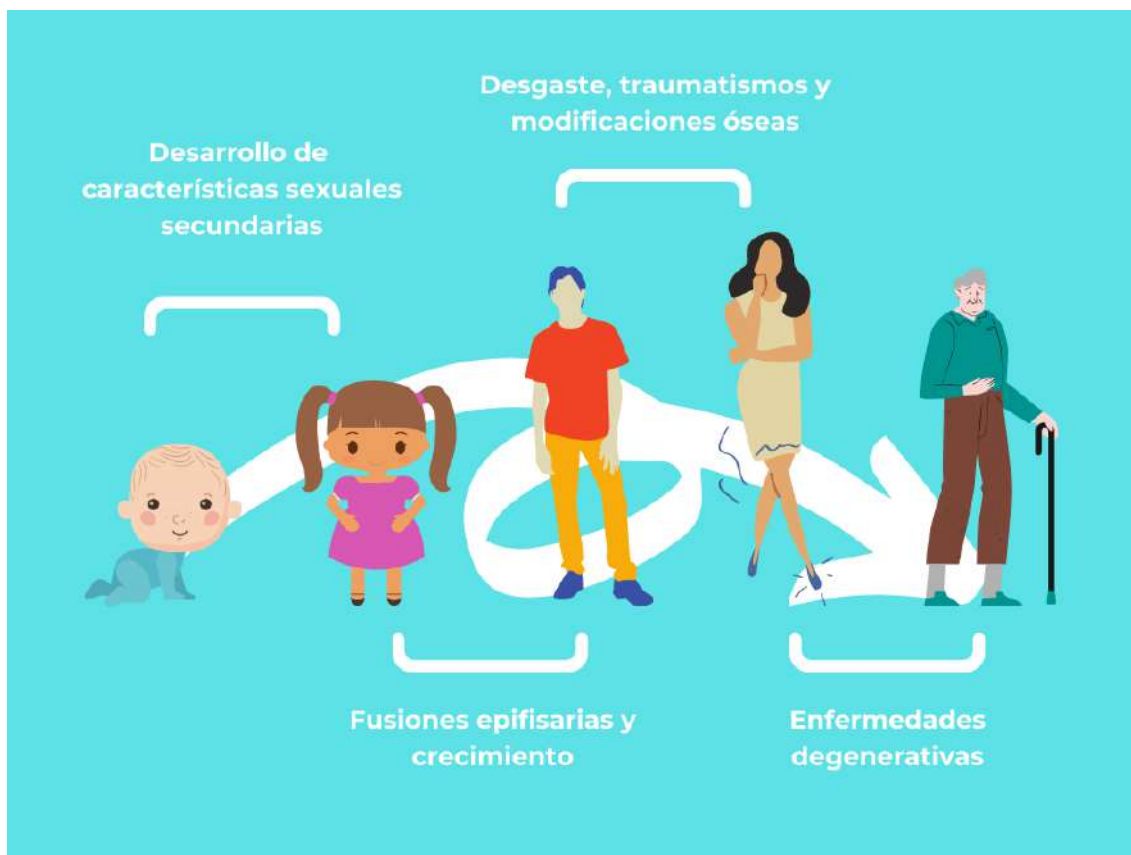 Desgaste, traumatismos y
modificaciones óseas
Desarrollo de
características sexuales
secundarias
Fusiones epifisarias y
crecimiento
Enfermedades
degenerativas